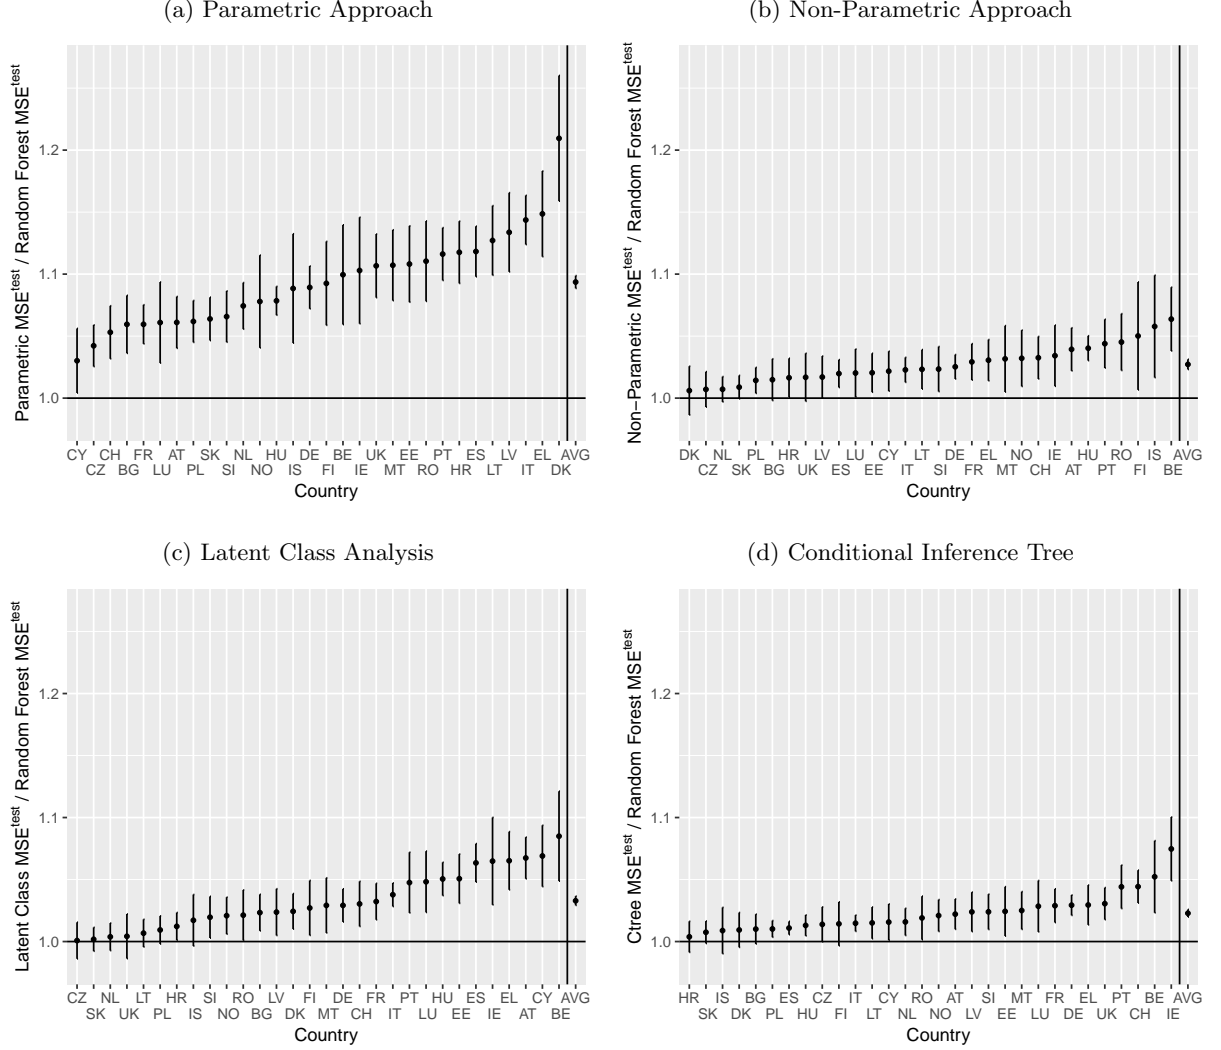 (a) Parametric Approach
Parametric MSE^test / Random Forest MSE^test
1.2
1.1
1.0
CY CH FR AT SK NL HU DE BE UK EE PT ES LV EL AVG
CZ BG LU PL SI NO IS FI IE MT RO HR LT IT DK
Country
(b) Non-Parametric Approach
Non−Parametric MSE^test / Random Forest MSE^test
1.2
1.1
1.0
DK NL PL HR LV LU CY LT DE EL NO IE HU RO IS AVG
CZ SK BG UK ES EE IT SI FR MT CH AT PT FI BE
Country
(c) Latent Class Analysis
Latent Class MSE^test / Random Forest MSE^test
1.2
1.1
1.0
CZ NL LT HR SI RO LV FI DE FR PT HU ES EL CY AVG
SK UK PL IS NO BG DK MT CH IT LU EE IE AT BE
Country
(d) Conditional Inference Tree
Ctree MSE^test / Random Forest MSE^test
1.2
1.1
1.0
HR IS BG ES CZ IT CY RO AT SI MT FR EL PT BE AVG
SK DK PL HU FI LT NL NO LV EE LU DE UK CH IE
Country